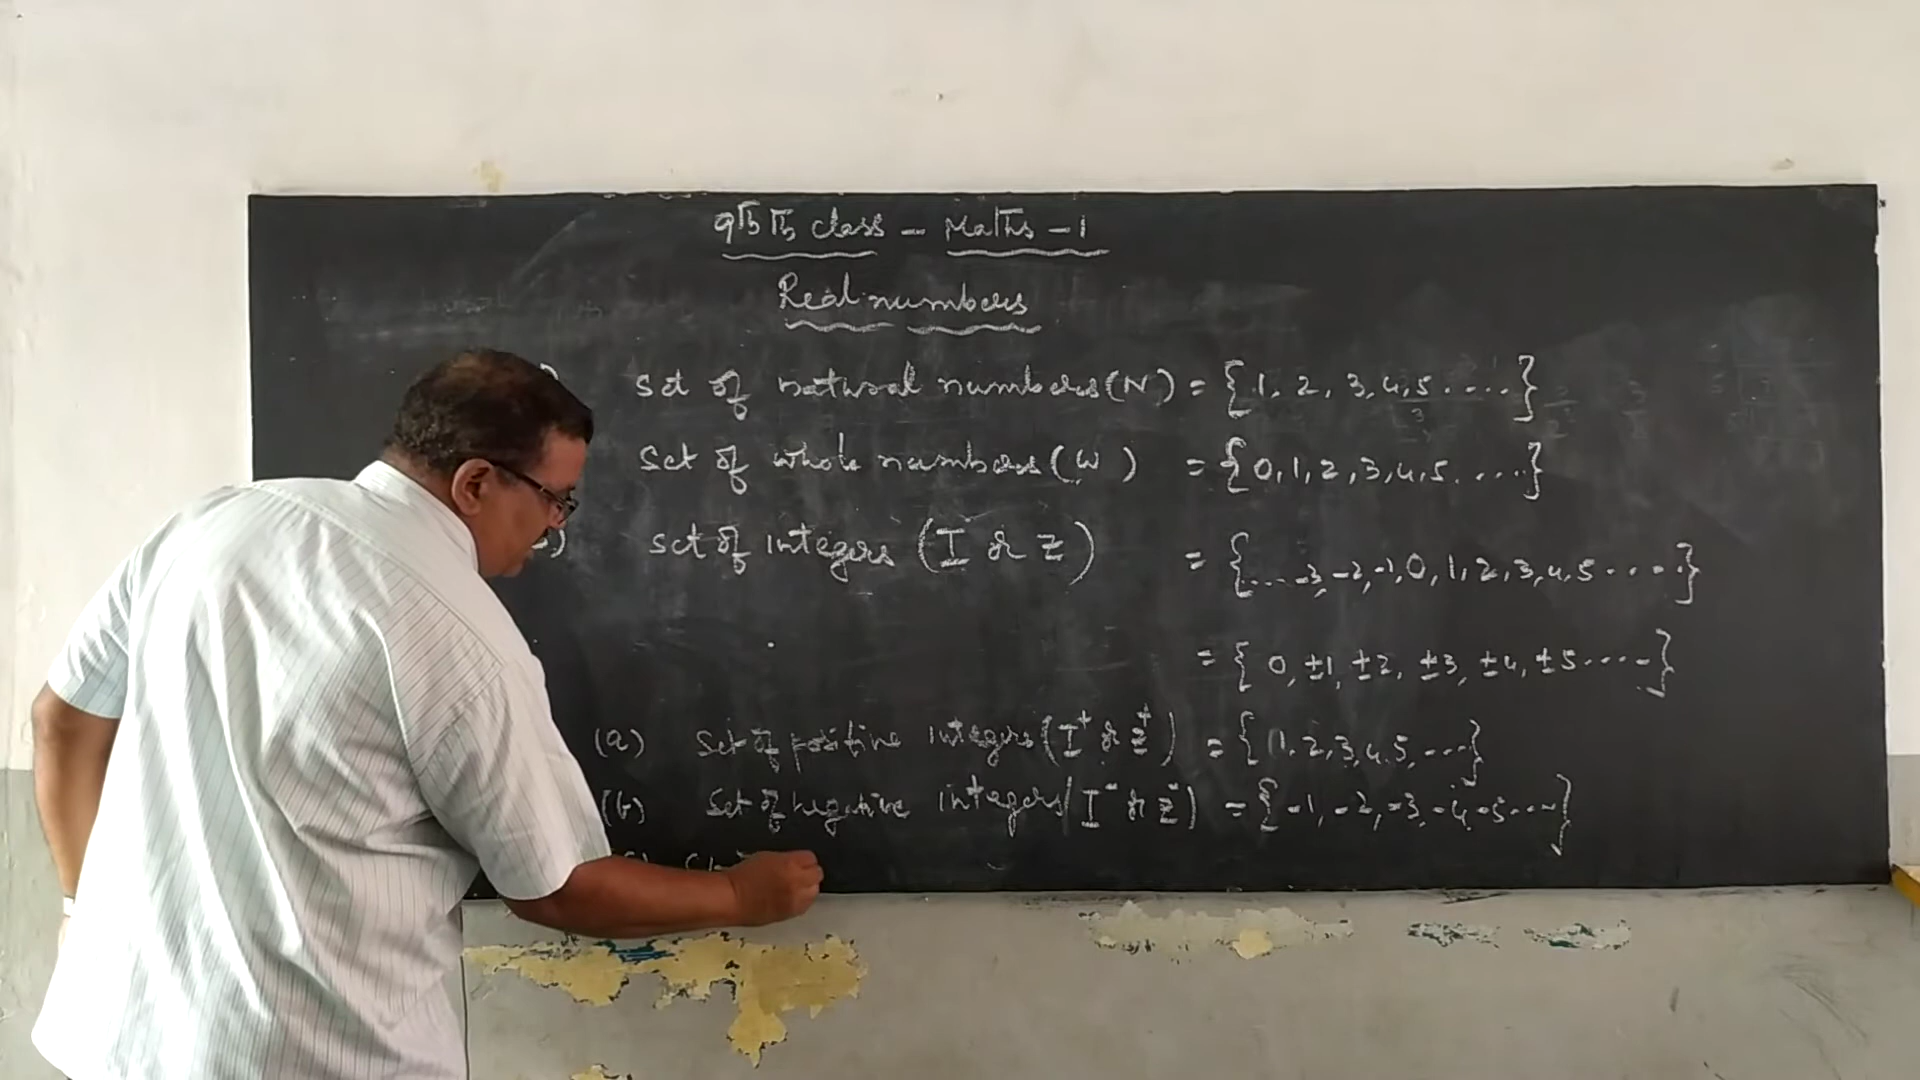 9th class - Maths - 1
Real numbers
) set of natural numbers (N) = {1, 2, 3, 4, 5 .....}
set of whole numbers (W) = {0, 1, 2, 3, 4, 5 .....}
) set of integers (I or Z) = {.... -3, -2, -1, 0, 1, 2, 3, 4, 5 .....}
= {0, ±1, ±2, ±3, ±4, ±5 .....}
(a) Set of positive integers (I⁺ or Z⁺) = {1, 2, 3, 4, 5, ....}
(b) Set of negative integers (I⁻ or Z⁻) = {-1, -2, -3, -4, -5 ....}